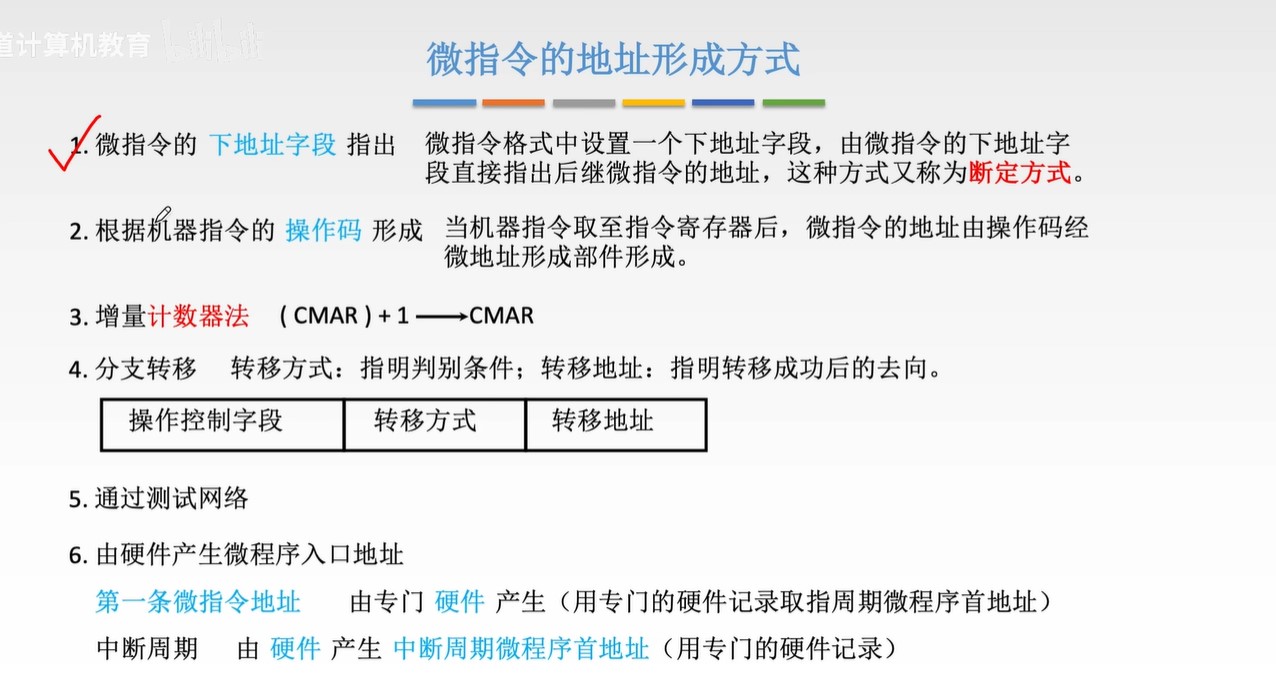 道计算机教育 bilibili
微指令的地址形成方式
1. 微指令的 下地址字段 指出 微指令格式中设置一个下地址字段，由微指令的下地址字
段直接指出后继微指令的地址，这种方式又称为断定方式。
2. 根据机器指令的 操作码 形成 当机器指令取至指令寄存器后，微指令的地址由操作码经
微地址形成部件形成。
3. 增量计数器法 ( CMAR ) + 1 ⟶ CMAR
4. 分支转移 转移方式：指明判别条件；转移地址：指明转移成功后的去向。
操作控制字段 转移方式 转移地址
5. 通过测试网络
6. 由硬件产生微程序入口地址
第一条微指令地址 由专门 硬件 产生（用专门的硬件记录取指周期微程序首地址）
中断周期 由 硬件 产生 中断周期微程序首地址（用专门的硬件记录）